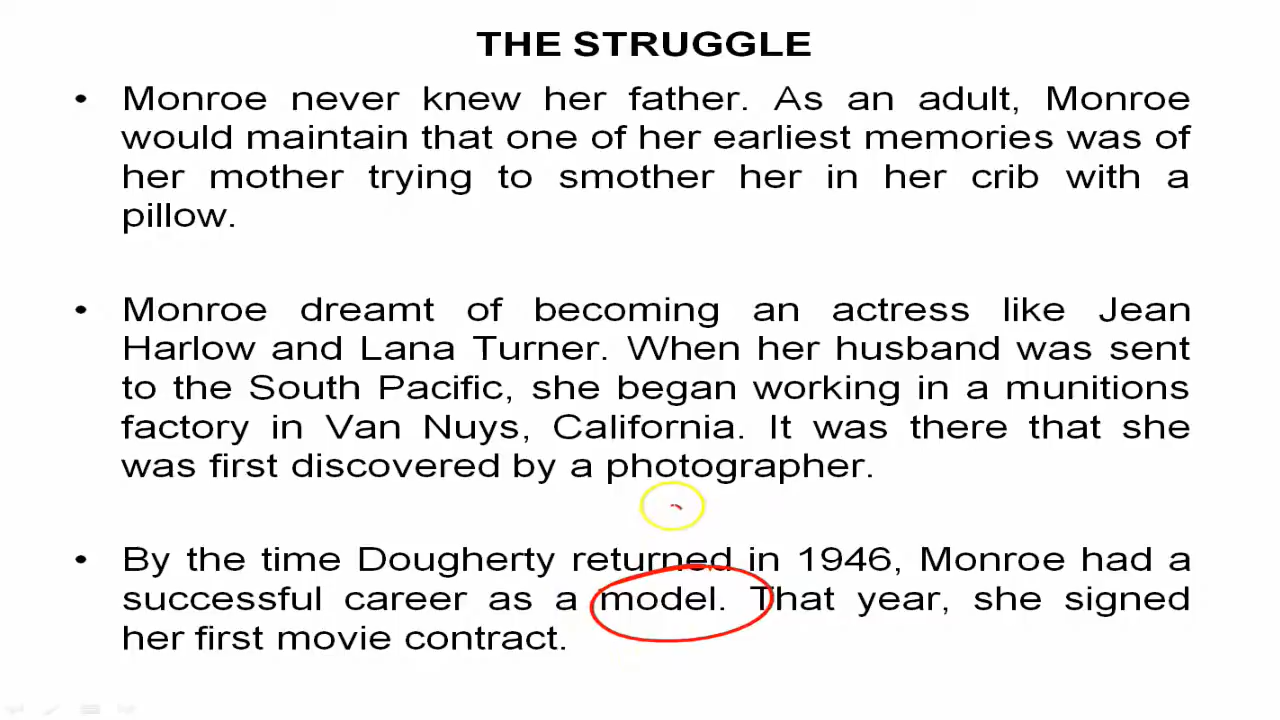 THE STRUGGLE
• Monroe never knew her father. As an adult, Monroe
would maintain that one of her earliest memories was of
her mother trying to smother her in her crib with a
pillow.
• Monroe dreamt of becoming an actress like Jean
Harlow and Lana Turner. When her husband was sent
to the South Pacific, she began working in a munitions
factory in Van Nuys, California. It was there that she
was first discovered by a photographer.
• By the time Dougherty returned in 1946, Monroe had a
successful career as a model. That year, she signed
her first movie contract.